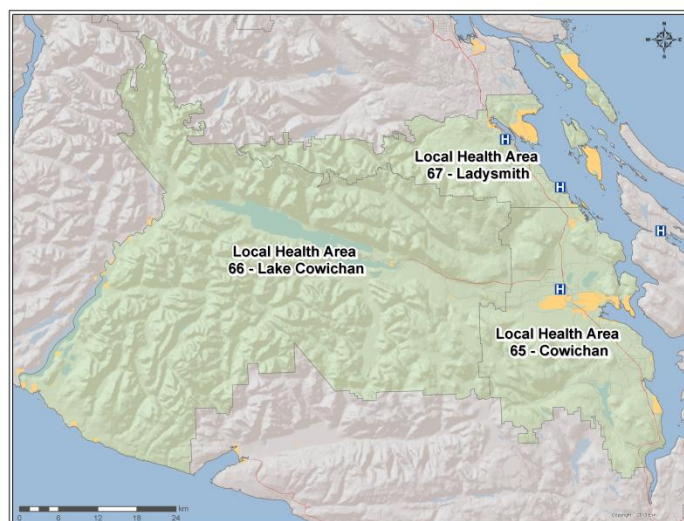 N
W E
S
Local Health Area
67 - Ladysmith
H
H
H
Local Health Area
66 - Lake Cowichan
H
Local Health Area
65 - Cowichan
km
0 3 6 12 18 24